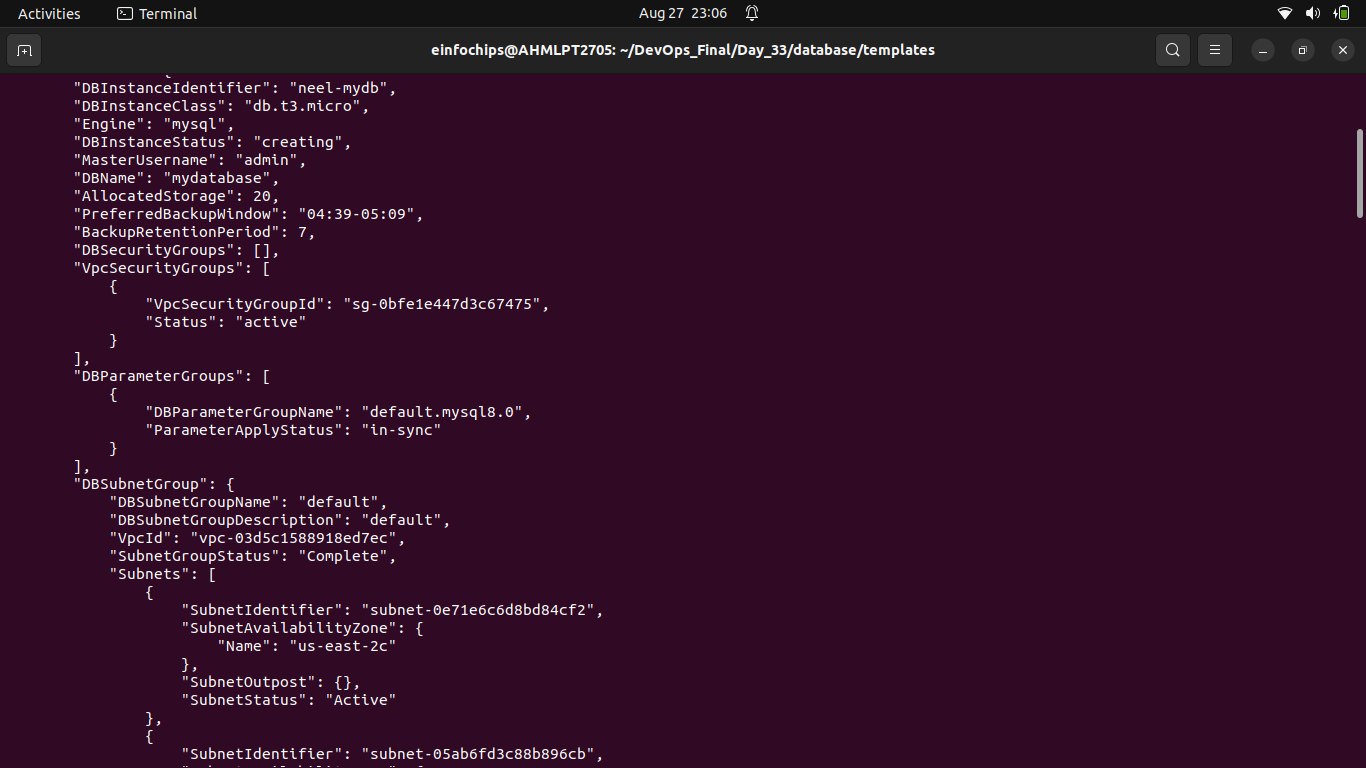 Activities
Terminal
Aug 27 23:06
einfochips@AHMLPT2705: ~/DevOps_Final/Day_33/database/templates
{
"DBInstanceIdentifier": "neel-mydb",
"DBInstanceClass": "db.t3.micro",
"Engine": "mysql",
"DBInstanceStatus": "creating",
"MasterUsername": "admin",
"DBName": "mydatabase",
"AllocatedStorage": 20,
"PreferredBackupWindow": "04:39-05:09",
"BackupRetentionPeriod": 7,
"DBSecurityGroups": [],
"VpcSecurityGroups": [
{
"VpcSecurityGroupId": "sg-0bfe1e447d3c67475",
"Status": "active"
}
],
"DBParameterGroups": [
{
"DBParameterGroupName": "default.mysql8.0",
"ParameterApplyStatus": "in-sync"
}
],
"DBSubnetGroup": {
"DBSubnetGroupName": "default",
"DBSubnetGroupDescription": "default",
"VpcId": "vpc-03d5c1588918ed7ec",
"SubnetGroupStatus": "Complete",
"Subnets": [
{
"SubnetIdentifier": "subnet-0e71e6c6d8bd84cf2",
"SubnetAvailabilityZone": {
"Name": "us-east-2c"
},
"SubnetOutpost": {},
"SubnetStatus": "Active"
},
{
"SubnetIdentifier": "subnet-05ab6fd3c88b896cb",